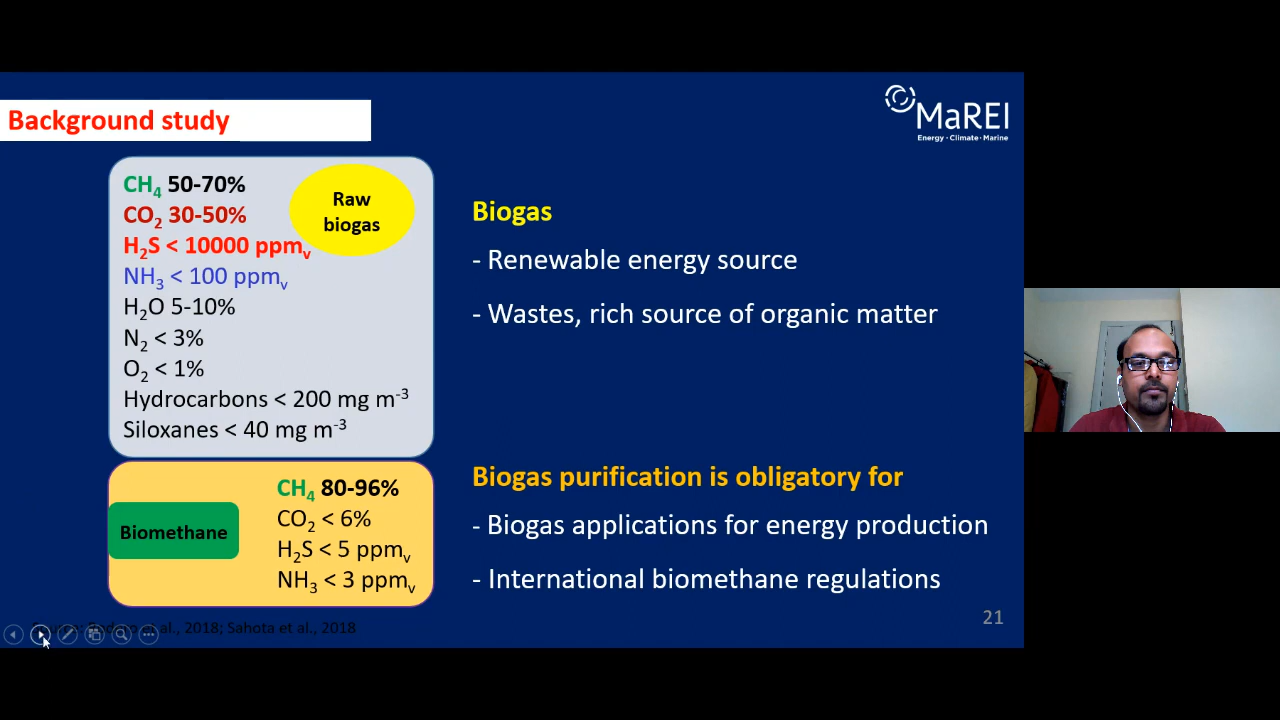 Background study
MaREI
Energy · Climate · Marine
CH₄ 50-70%
CO₂ 30-50%
H₂S < 10000 ppmᵥ
NH₃ < 100 ppmᵥ
H₂O 5-10%
N₂ < 3%
O₂ < 1%
Hydrocarbons < 200 mg m⁻³
Siloxanes < 40 mg m⁻³
Raw
biogas
Biogas
- Renewable energy source
- Wastes, rich source of organic matter
Biomethane
CH₄ 80-96%
CO₂ < 6%
H₂S < 5 ppmᵥ
NH₃ < 3 ppmᵥ
Biogas purification is obligatory for
- Biogas applications for energy production
- International biomethane regulations
et al., 2018; Sahota et al., 2018
21